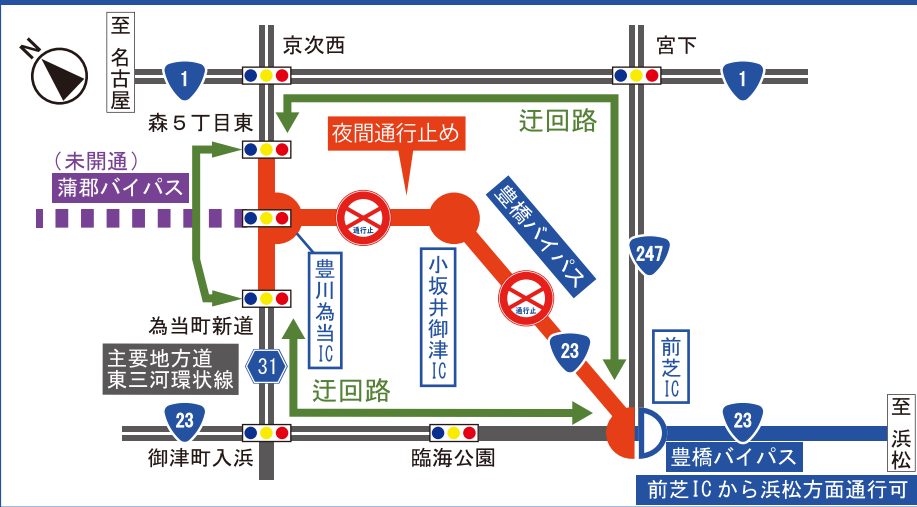 N
至 名古屋
京次西
宮下
1
1
森5丁目東
迂回路
夜間通行止め
（未開通）
蒲郡バイパス
通行止
豊橋バイパス
247
豊川為当IC
小坂井御津IC
通行止
為当町新道
主要地方道
東三河環状線
31
23
前芝IC
迂回路
23
23
至 浜松
御津町入浜
臨海公園
豊橋バイパス
前芝ICから浜松方面通行可